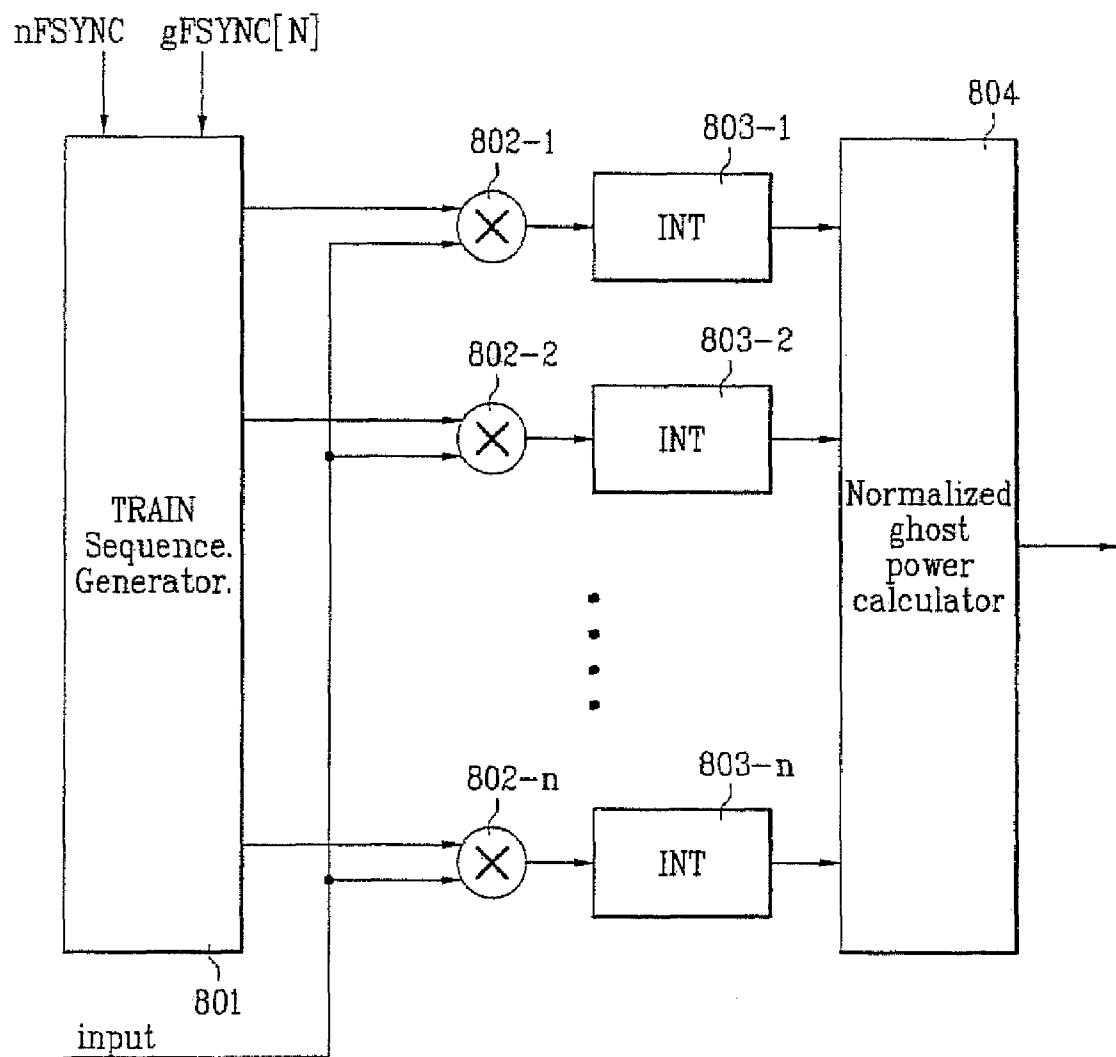 nFSYNC gFSYNC[N]
804
802-1
803-1
INT
802-2
803-2
INT
TRAIN
Sequence.
Generator.
Normalized
ghost
power
calculator
802-n
803-n
INT
801
input